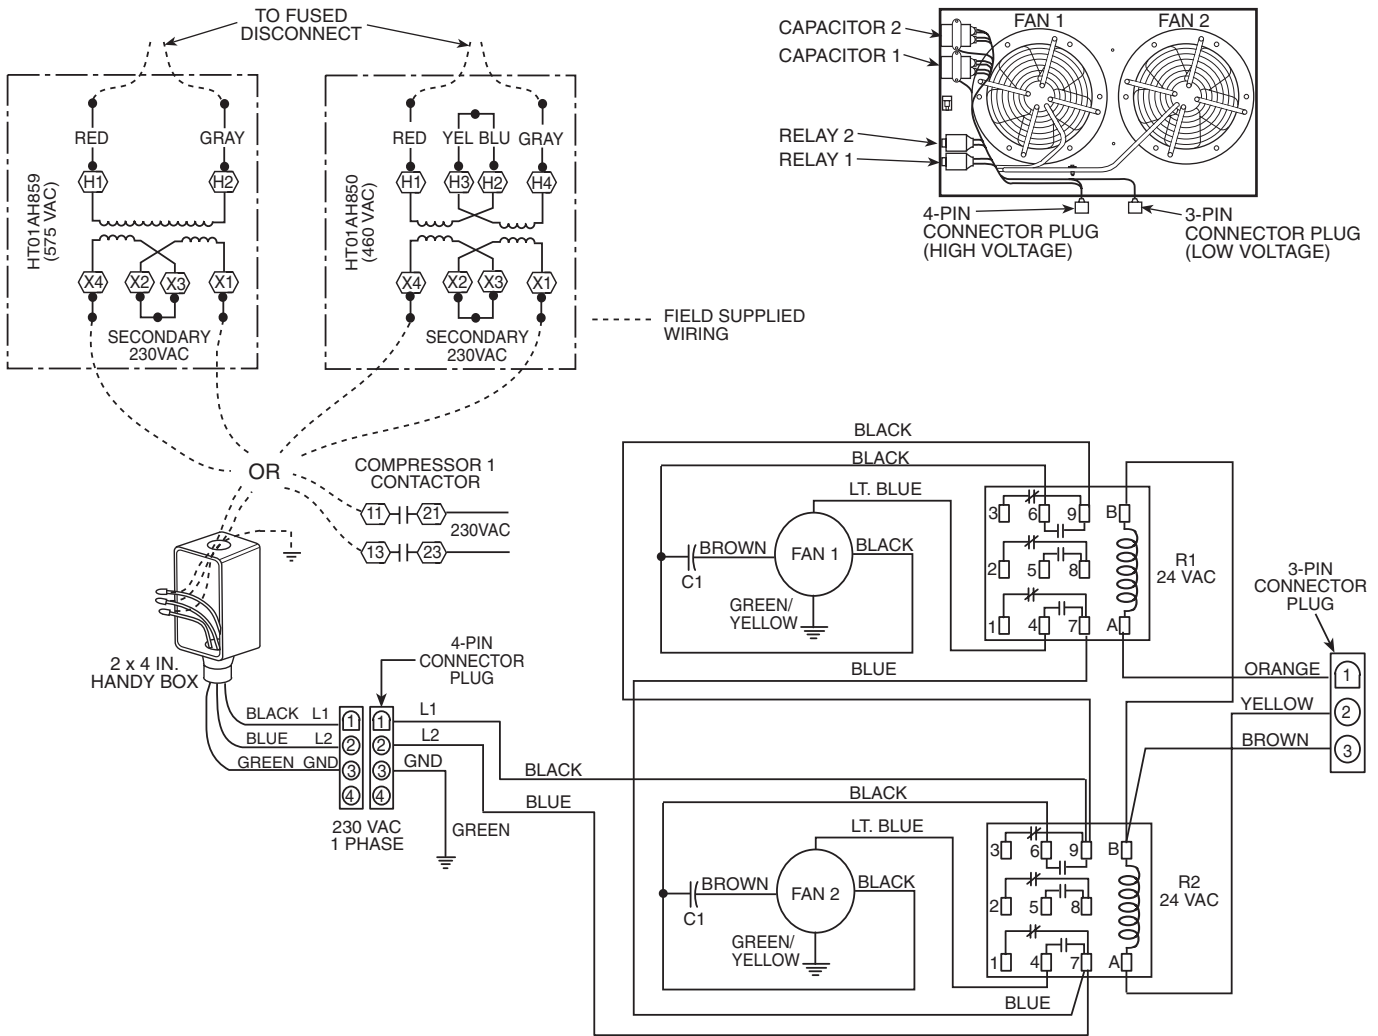 TO FUSED
DISCONNECT
HT01AH859
(575 VAC)
RED
GRAY
H1
H2
X4
X2
X3
X1
SECONDARY
230VAC
HT01AH850
(460 VAC)
RED
YEL
BLU
GRAY
H1
H3
H2
H4
X4
X2
X3
X1
SECONDARY
230VAC
FIELD SUPPLIED
WIRING
CAPACITOR 2
CAPACITOR 1
RELAY 2
RELAY 1
FAN 1
FAN 2
4-PIN
CONNECTOR PLUG
(HIGH VOLTAGE)
3-PIN
CONNECTOR PLUG
(LOW VOLTAGE)
OR
COMPRESSOR 1
CONTACTOR
11
21
230VAC
13
23
2 x 4 IN.
HANDY BOX
4-PIN
CONNECTOR
PLUG
BLACK L1
BLUE L2
GREEN GND
1
2
3
4
1
2
3
4
L1
L2
GND
230 VAC
1 PHASE
GREEN
BLACK
BLUE
BLACK
BLACK
LT. BLUE
BROWN
FAN 1
BLACK
C1
GREEN/
YELLOW
BLUE
3
6
9
B
2
5
8
1
4
7
A
R1
24 VAC
3-PIN
CONNECTOR
PLUG
ORANGE
1
YELLOW
2
BROWN
3
BLACK
LT. BLUE
BROWN
FAN 2
BLACK
C1
GREEN/
YELLOW
BLUE
3
6
9
B
2
5
8
1
4
7
A
R2
24 VAC